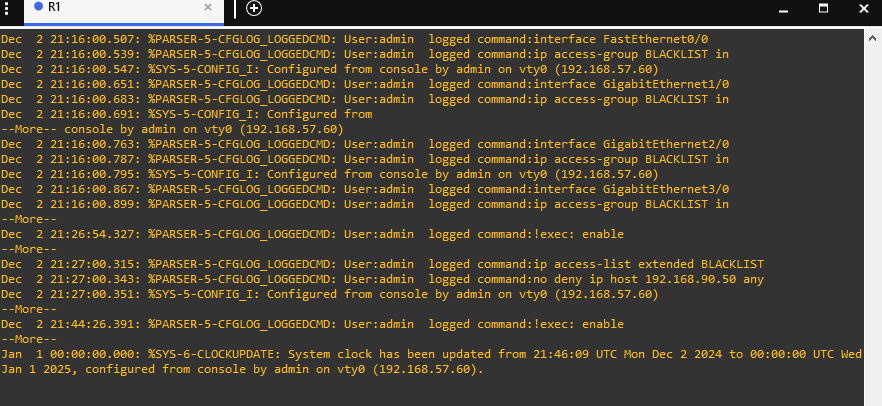 R1
Dec  2 21:16:00.507: %PARSER-5-CFGLOG_LOGGEDCMD: User:admin  logged command:interface FastEthernet0/0
Dec  2 21:16:00.539: %PARSER-5-CFGLOG_LOGGEDCMD: User:admin  logged command:ip access-group BLACKLIST in
Dec  2 21:16:00.547: %SYS-5-CONFIG_I: Configured from console by admin on vty0 (192.168.57.60)
Dec  2 21:16:00.651: %PARSER-5-CFGLOG_LOGGEDCMD: User:admin  logged command:interface GigabitEthernet1/0
Dec  2 21:16:00.683: %PARSER-5-CFGLOG_LOGGEDCMD: User:admin  logged command:ip access-group BLACKLIST in
Dec  2 21:16:00.691: %SYS-5-CONFIG_I: Configured from
--More-- console by admin on vty0 (192.168.57.60)
Dec  2 21:16:00.763: %PARSER-5-CFGLOG_LOGGEDCMD: User:admin  logged command:interface GigabitEthernet2/0
Dec  2 21:16:00.787: %PARSER-5-CFGLOG_LOGGEDCMD: User:admin  logged command:ip access-group BLACKLIST in
Dec  2 21:16:00.795: %SYS-5-CONFIG_I: Configured from console by admin on vty0 (192.168.57.60)
Dec  2 21:16:00.867: %PARSER-5-CFGLOG_LOGGEDCMD: User:admin  logged command:interface GigabitEthernet3/0
Dec  2 21:16:00.899: %PARSER-5-CFGLOG_LOGGEDCMD: User:admin  logged command:ip access-group BLACKLIST in
--More--
Dec  2 21:26:54.327: %PARSER-5-CFGLOG_LOGGEDCMD: User:admin  logged command:!exec: enable
--More--
Dec  2 21:27:00.315: %PARSER-5-CFGLOG_LOGGEDCMD: User:admin  logged command:ip access-list extended BLACKLIST
Dec  2 21:27:00.343: %PARSER-5-CFGLOG_LOGGEDCMD: User:admin  logged command:no deny ip host 192.168.90.50 any
Dec  2 21:27:00.351: %SYS-5-CONFIG_I: Configured from console by admin on vty0 (192.168.57.60)
--More--
Dec  2 21:44:26.391: %PARSER-5-CFGLOG_LOGGEDCMD: User:admin  logged command:!exec: enable
--More--
Jan  1 00:00:00.000: %SYS-6-CLOCKUPDATE: System clock has been updated from 21:46:09 UTC Mon Dec 2 2024 to 00:00:00 UTC Wed
Jan 1 2025, configured from console by admin on vty0 (192.168.57.60).